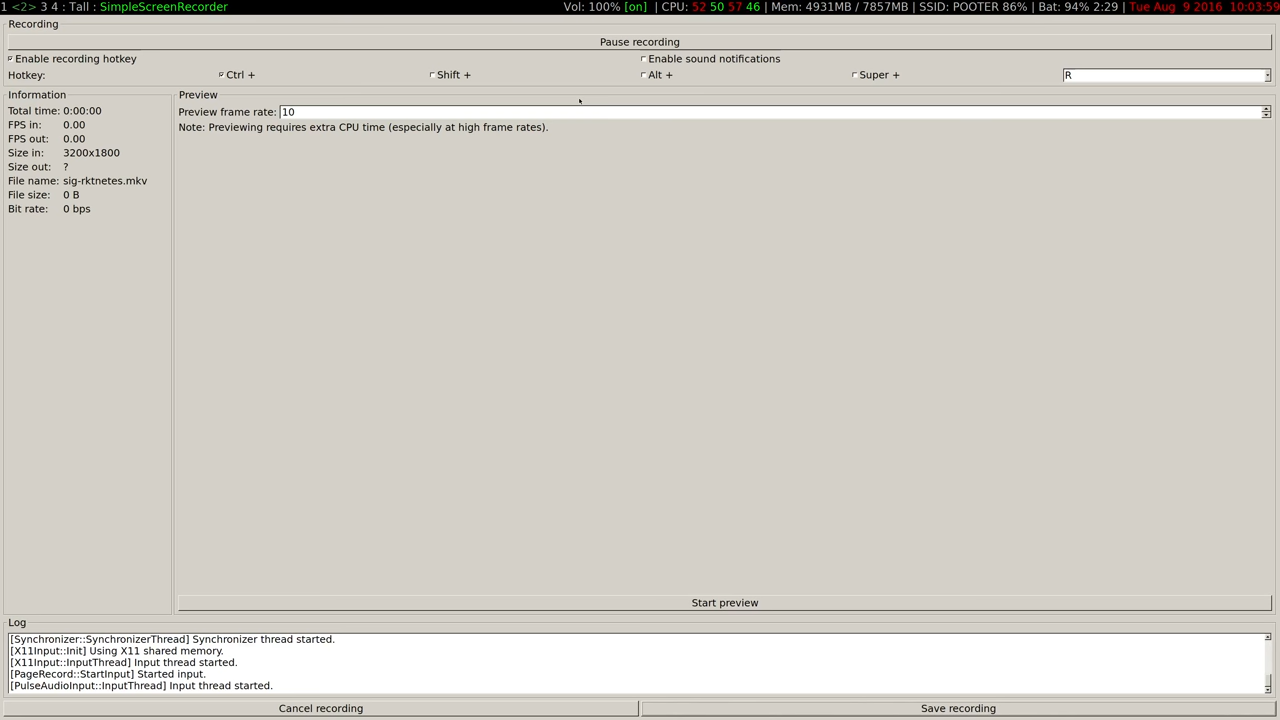 1 <2> 3 4 : Tall : SimpleScreenRecorder Vol: 100% [on] | CPU: 52 50 57 46 | Mem: 4931MB / 7857MB | SSID: POOTER 86% | Bat: 94% 2:29 | Tue Aug 9 2016 10:03:59
Recording
Pause recording
Enable recording hotkey Enable sound notifications
Hotkey: Ctrl + Shift + Alt + Super + R
Information
Total time: 0:00:00
FPS in: 0.00
FPS out: 0.00
Size in: 3200x1800
Size out: ?
File name: sig-rktnetes.mkv
File size: 0 B
Bit rate: 0 bps
Preview
Preview frame rate: 10
Note: Previewing requires extra CPU time (especially at high frame rates).
Start preview
Log
[Synchronizer::SynchronizerThread] Synchronizer thread started.
[X11Input::Init] Using X11 shared memory.
[X11Input::InputThread] Input thread started.
[PageRecord::StartInput] Started input.
[PulseAudioInput::InputThread] Input thread started.
Cancel recording Save recording